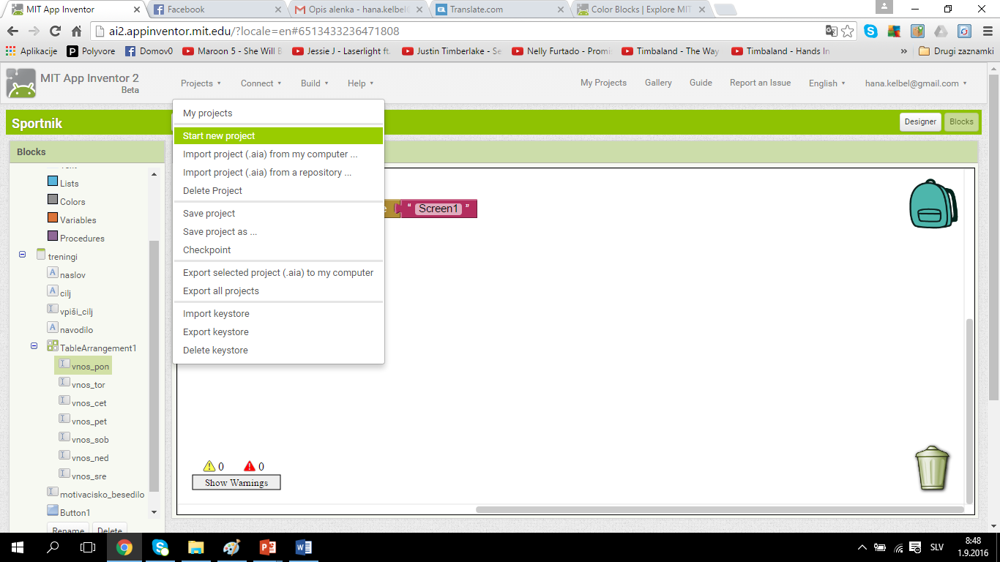 MIT App Inventor
Facebook
Opis alenka - hana.kelbel@
Translate.com
Color Blocks | Explore MIT
ai2.appinventor.mit.edu/?locale=en#6513433236471808
Aplikacije
Polyvore
Domov0
Maroon 5 - She Will B
Jessie J - Laserlight ft.
Justin Timberlake - Se
Nelly Furtado - Promis
Timbaland - The Way
Timbaland - Hands In
»
Drugi zaznamki
MIT App Inventor 2
Beta
Projects
Connect
Build
Help
My Projects
Gallery
Guide
Report an Issue
English
hana.kelbel@gmail.com
Sportnik
Designer
Blocks
My projects
Start new project
Import project (.aia) from my computer ...
Import project (.aia) from a repository ...
Delete Project
Save project
Save project as ...
Checkpoint
Export selected project (.aia) to my computer
Export all projects
Import keystore
Export keystore
Delete keystore
Blocks
Lists
Colors
Variables
Procedures
treningi
naslov
cilj
vpiši_cilj
navodilo
TableArrangement1
vnos_pon
vnos_tor
vnos_cet
vnos_pet
vnos_sob
vnos_ned
vnos_sre
motivacisko_besedilo
Button1
Rename
Delete
e
“ Screen1 ”
0
0
Show Warnings
SLV
8:48
1.9.2016